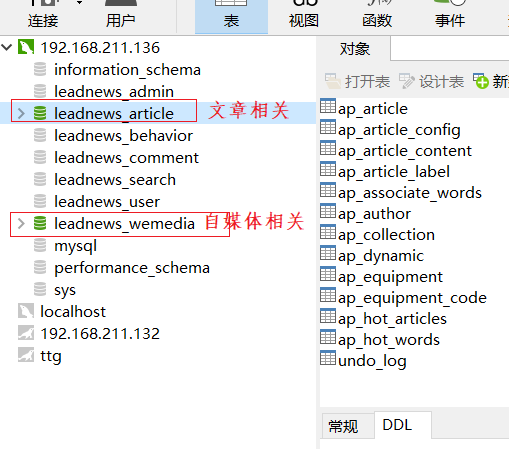 连接
用户
表
视图
函数
事件
192.168.211.136
information_schema
leadnews_admin
leadnews_article 文章相关
leadnews_behavior
leadnews_comment
leadnews_search
leadnews_user
leadnews_wemedia 自媒体相关
mysql
performance_schema
sys
localhost
192.168.211.132
ttg
对象
打开表
设计表
ap_article
ap_article_config
ap_article_content
ap_article_label
ap_associate_words
ap_author
ap_collection
ap_dynamic
ap_equipment
ap_equipment_code
ap_hot_articles
ap_hot_words
undo_log
常规
DDL